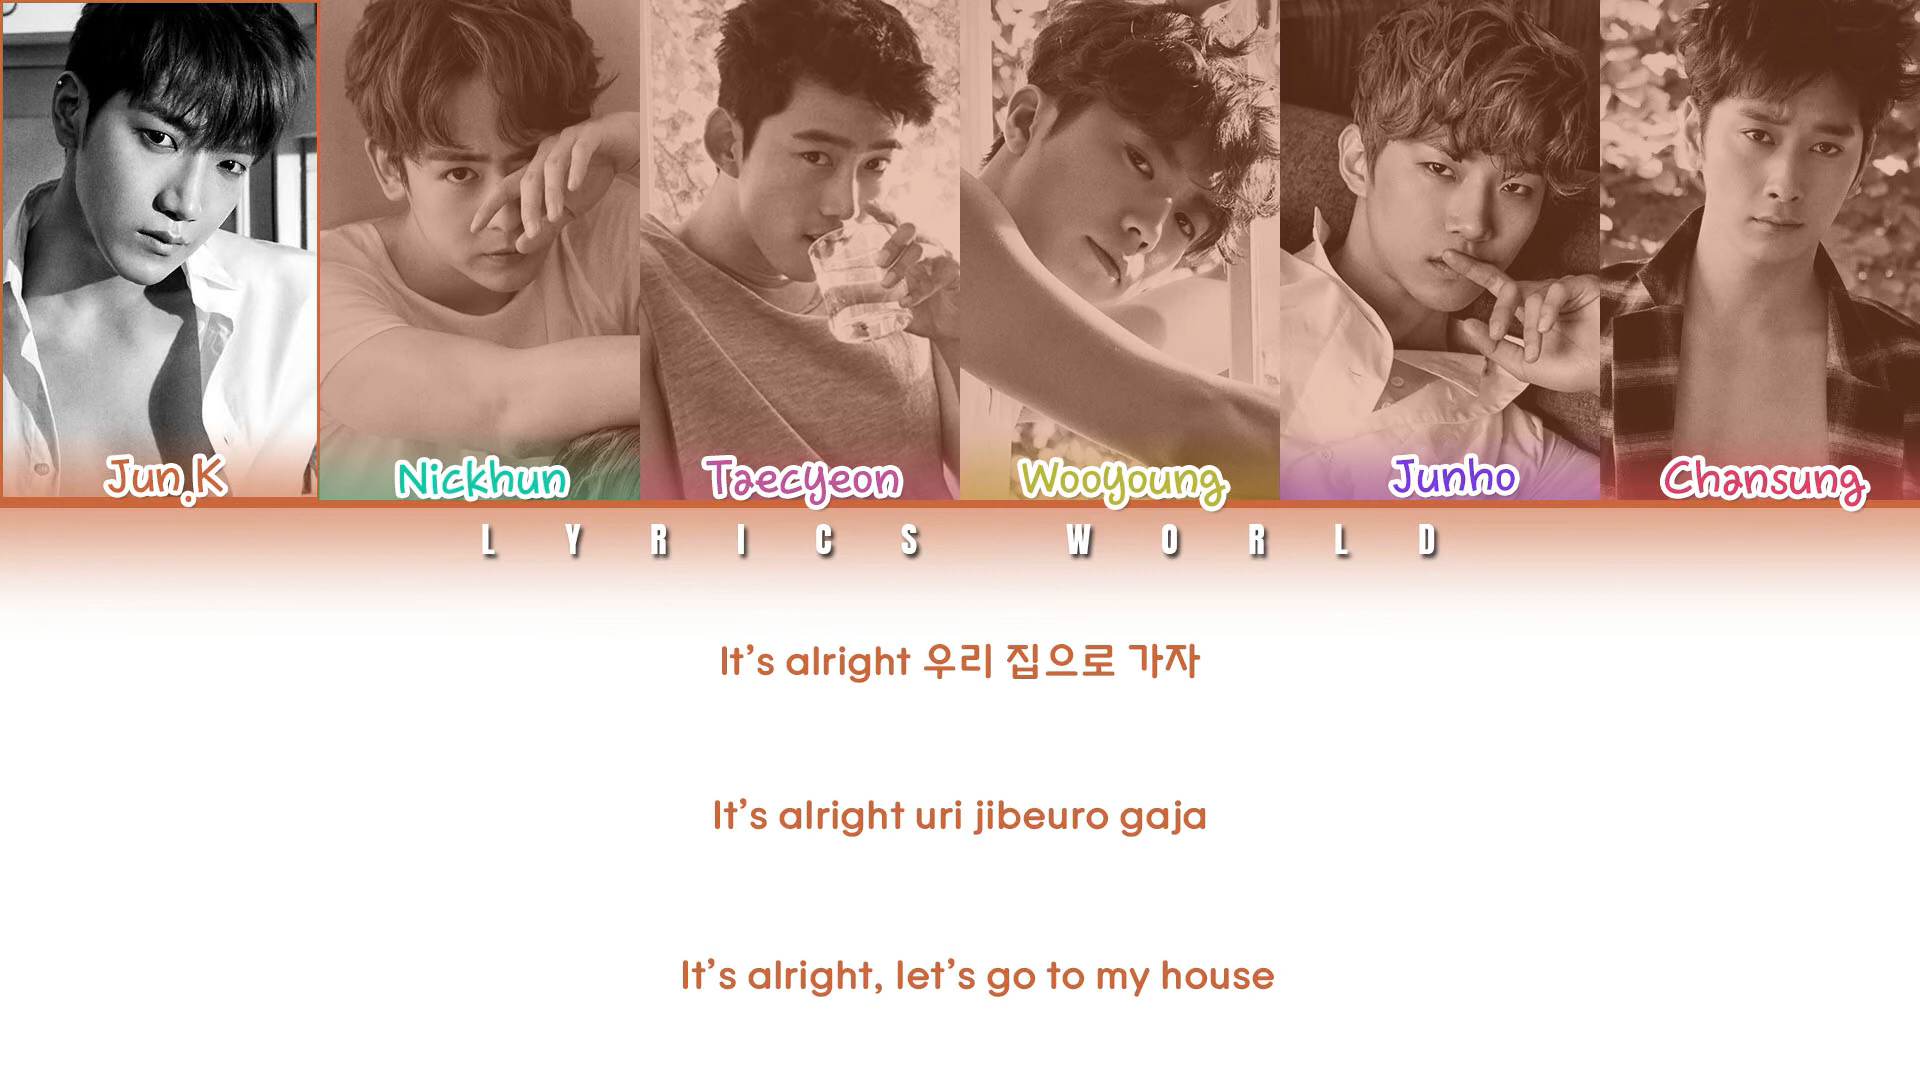 Jun.K
Nickhun
Taecyeon
Wooyoung
Junho
Chansung
LYRICS WORLD
It's alright 우리 집으로 가자
It's alright uri jibeuro gaja
It's alright, let's go to my house